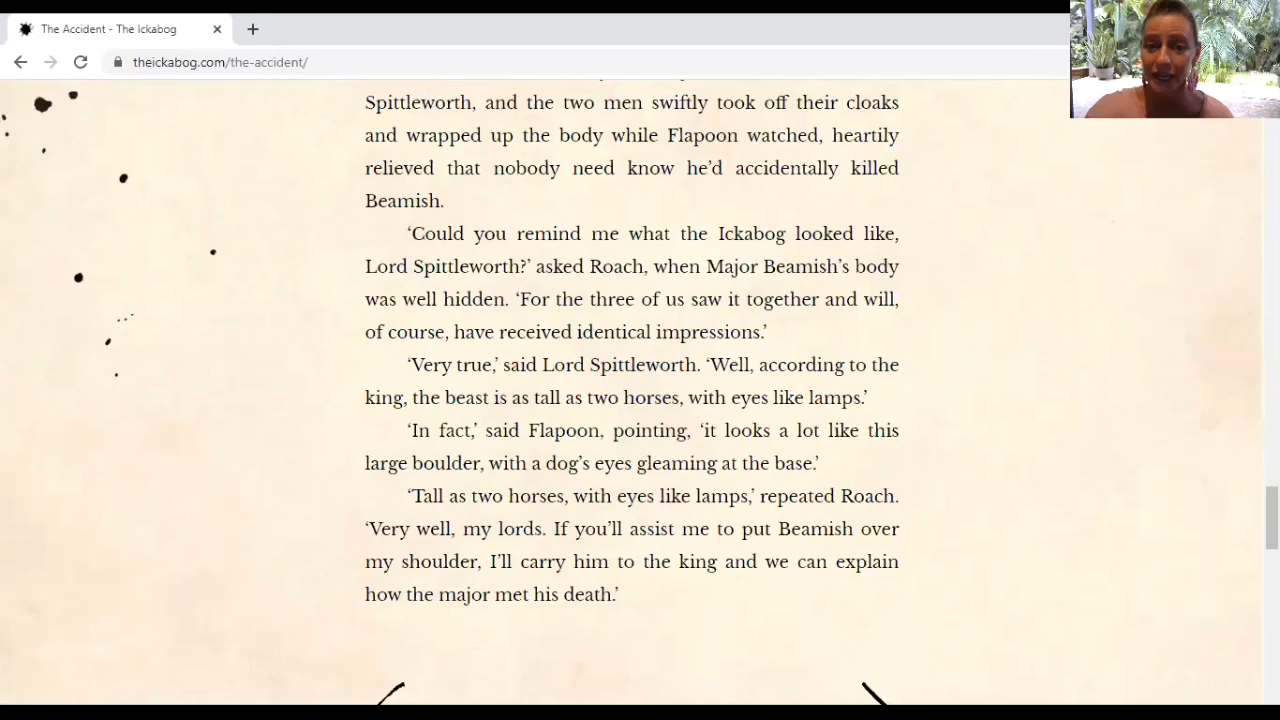 The Accident - The Ickabog
theickabog.com/the-accident/
Spittleworth, and the two men swiftly took off their cloaks
and wrapped up the body while Flapoon watched, heartily
relieved that nobody need know he’d accidentally killed
Beamish.
‘Could you remind me what the Ickabog looked like,
Lord Spittleworth?’ asked Roach, when Major Beamish’s body
was well hidden. ‘For the three of us saw it together and will,
of course, have received identical impressions.’
‘Very true,’ said Lord Spittleworth. ‘Well, according to the
king, the beast is as tall as two horses, with eyes like lamps.’
‘In fact,’ said Flapoon, pointing, ‘it looks a lot like this
large boulder, with a dog’s eyes gleaming at the base.’
‘Tall as two horses, with eyes like lamps,’ repeated Roach.
‘Very well, my lords. If you’ll assist me to put Beamish over
my shoulder, I’ll carry him to the king and we can explain
how the major met his death.’